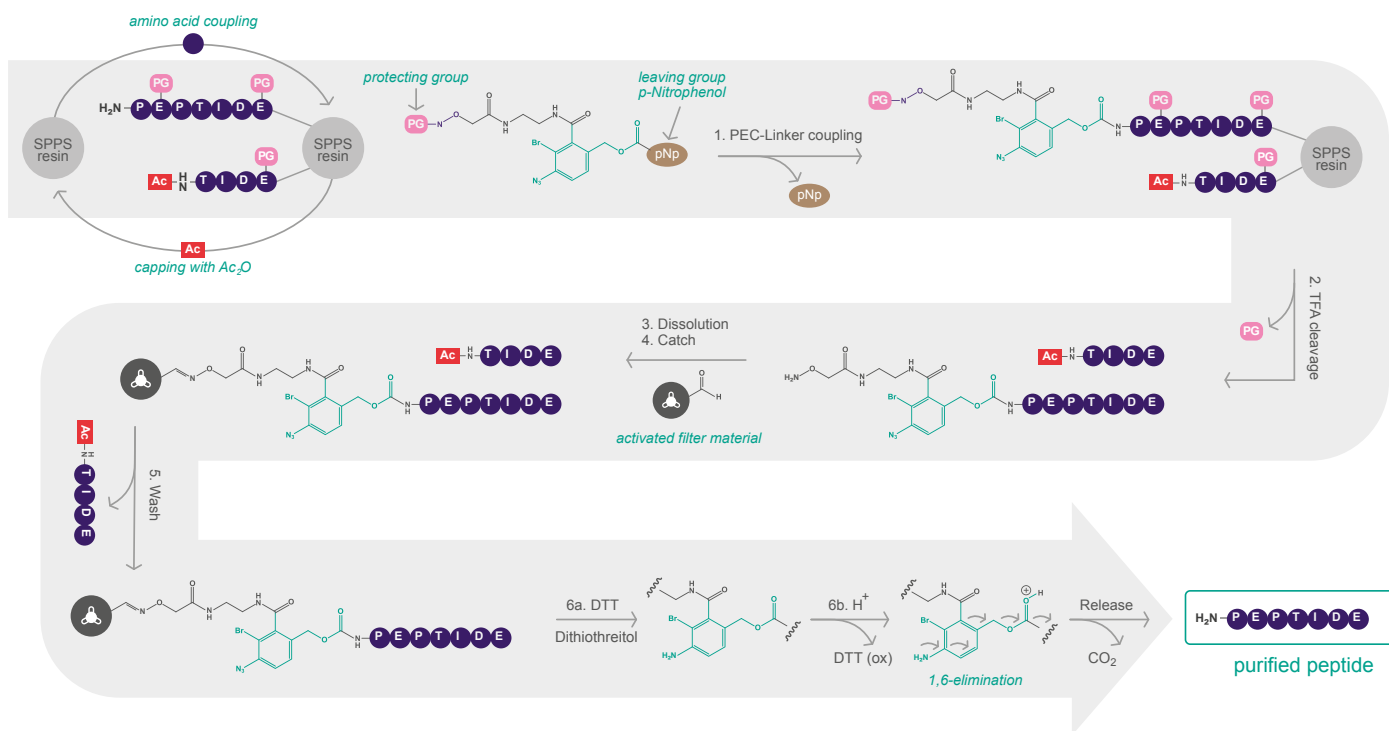 amino acid coupling
PG
PG
H₂N P E P T I D E
SPPS
resin
SPPS
resin
PG
Ac H N T I D E
Ac
capping with Ac₂O
protecting group
leaving group
p-Nitrophenol
PG N O O N H H N O
Br O O pNp
N₃
1. PEC-Linker coupling
pNp
PG N O O N H H N O
Br O O N H P E P T I D E
N₃
PG
PG
PG
Ac H N T I D E
SPPS
resin
2. TFA cleavage
PG
Ac N H T I D E
H₂N O O N H H N O
Br O O N H P E P T I D E
N₃
3. Dissolution
4. Catch
O H
activated filter material
Ac N H T I D E
N O O N H H N O
Br O O N H P E P T I D E
N₃
5. Wash
Ac N H T I D E
N O O N H H N O
Br O O N H P E P T I D E
N₃
6a. DTT
Dithiothreitol
H N O
Br O O
H₂N
6b. H⁺
DTT (ox)
H N O
Br O O H
+
H₂N
1,6-elimination
Release
CO₂
H₂N P E P T I D E
purified peptide